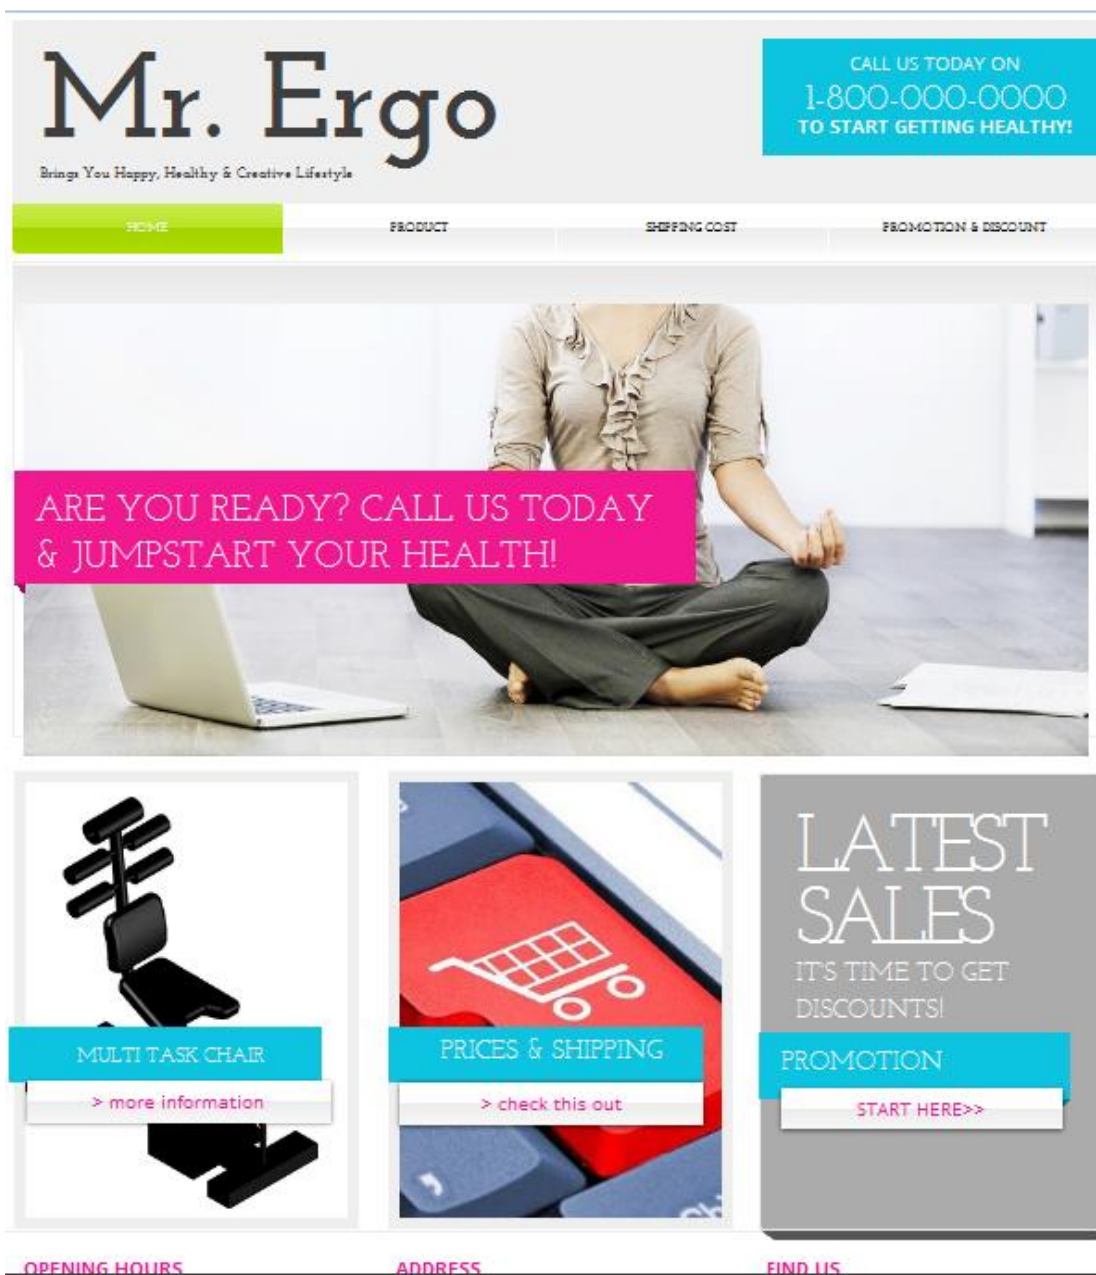 Mr. Ergo
Brings You Happy, Healthy & Creative Lifestyle
CALL US TODAY ON
1-800-000-0000
TO START GETTING HEALTHY!
HOME
PRODUCT
SHIPPING COST
PROMOTION & DISCOUNT
ARE YOU READY? CALL US TODAY
& JUMPSTART YOUR HEALTH!
MULTI TASK CHAIR
> more information
PRICES & SHIPPING
> check this out
LATEST
SALES
IT'S TIME TO GET
DISCOUNTS!
PROMOTION
START HERE>>
OPENING HOURS
ADDRESS
FIND US